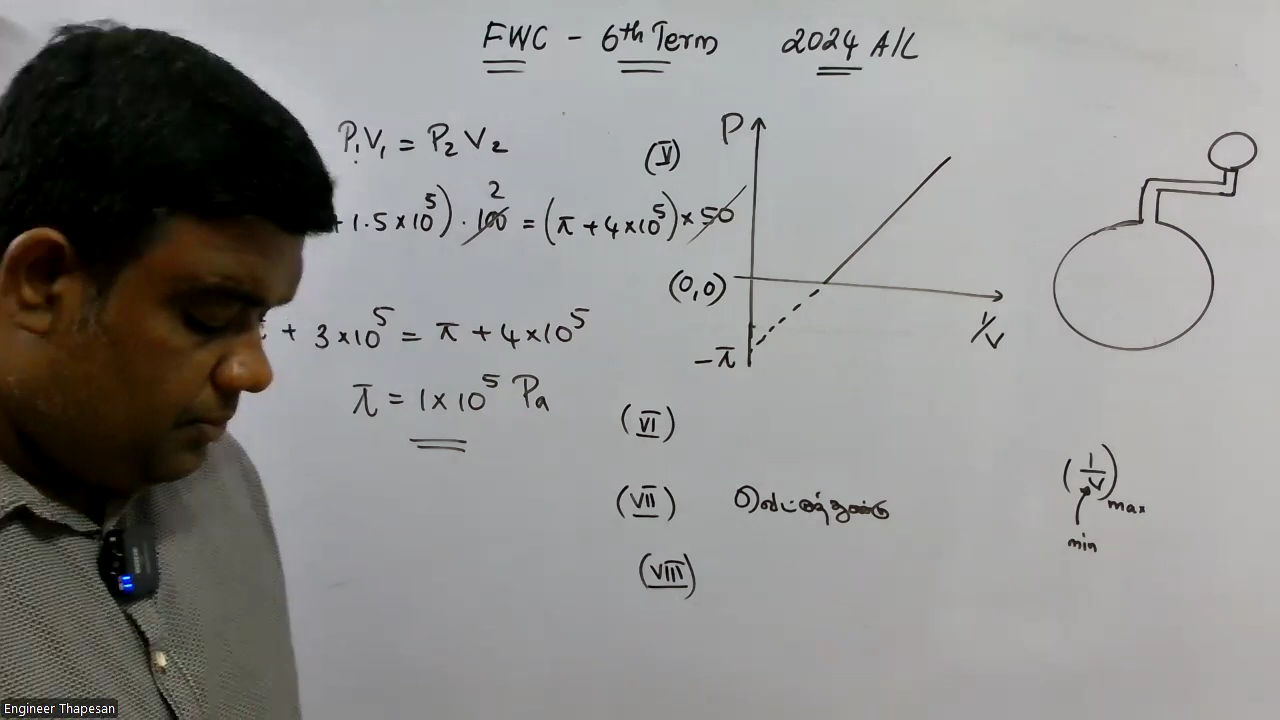 FWC - 6th Term 2024 A/L
P₁V₁ = P₂V₂
+ 1.5 × 10⁵) · 100 2 = (π + 4×10⁵) × 50
+ 3×10⁵ = π + 4×10⁵
π = 1×10⁵ Pa
(V)
P
(0,0)
1/V
-π
(VI)
(VII)
(VIII)
(1/V)max
min
Engineer Thapesan